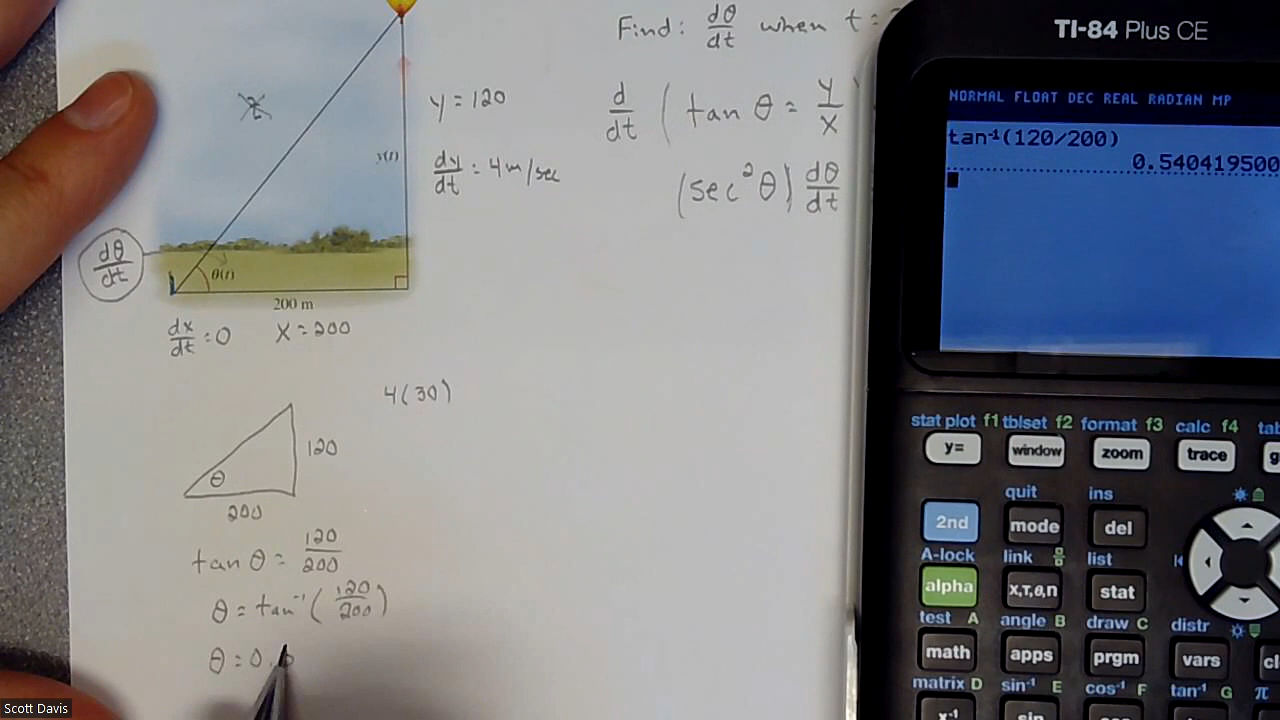 Find: dθ/dt when t =
y = 120
dy/dt = 4 m/sec
d/dt ( tan θ = y/x )
(sec²θ) dθ/dt
y(t)
dθ/dt
θ(t)
200 m
dx/dt = 0 x = 200
4(30)
120
θ
200
tan θ = 120/200
θ = tan⁻¹(120/200)
θ = 0.
Scott Davis
TI-84 Plus CE
NORMAL FLOAT DEC REAL RADIAN MP
tan⁻¹(120/200)
0.540419500
stat plot f1 tblset f2 format f3 calc f4
y= window zoom trace
quit ins
2nd mode del
A-lock link list
alpha X,T,θ,n stat
test A angle B draw C distr
math apps prgm vars
matrix D sin⁻¹ E cos⁻¹ F tan⁻¹ G π
x⁻¹ sin